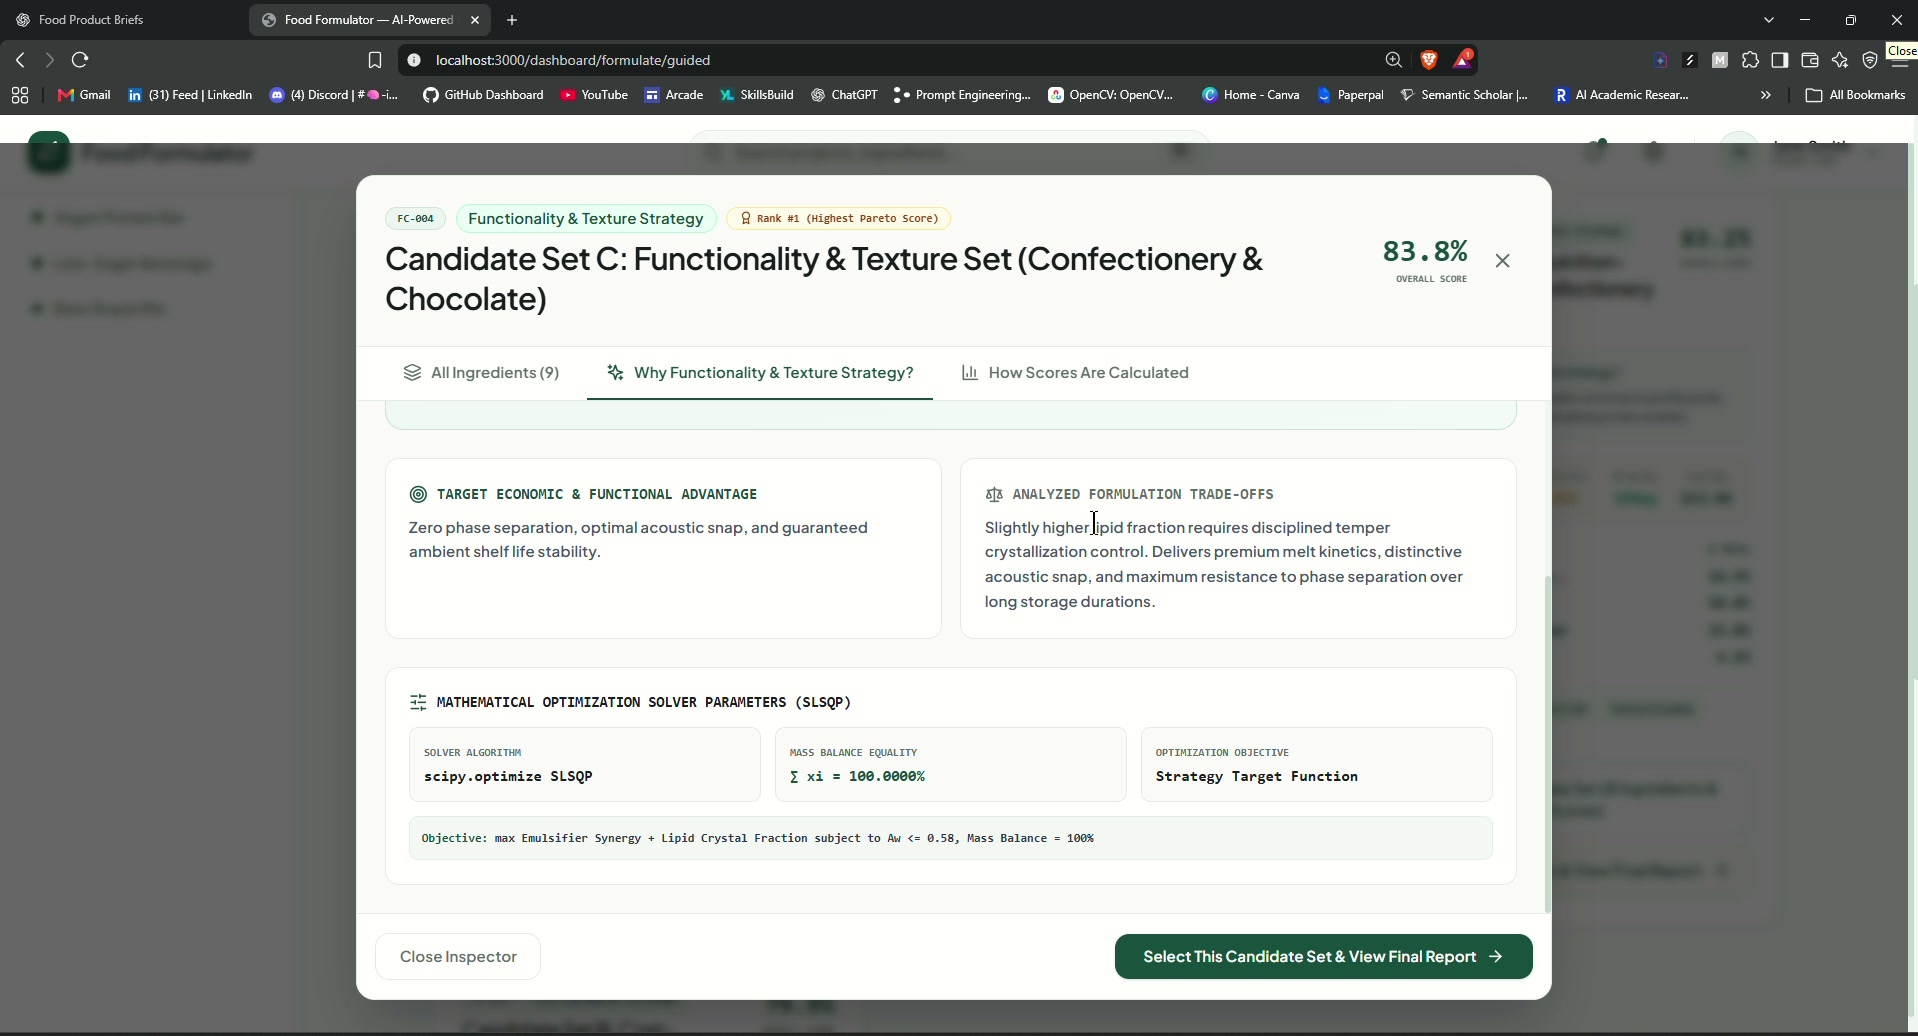 Food Product Briefs
Food Formulator — AI-Powered
localhost:3000/dashboard/formulate/guided
1
Close
Gmail
(31) Feed | LinkedIn
(4) Discord | #🧠-i...
GitHub Dashboard
YouTube
Arcade
SkillsBuild
ChatGPT
Prompt Engineering...
OpenCV: OpenCV...
Home - Canva
Paperpal
Semantic Scholar |...
AI Academic Resear...
All Bookmarks
FoodFormulator
FC-004
Functionality & Texture Strategy
Rank #1 (Highest Pareto Score)
Candidate Set C: Functionality & Texture Set (Confectionery &
Chocolate)
83.8%
OVERALL SCORE
All Ingredients (9)
Why Functionality & Texture Strategy?
How Scores Are Calculated
TARGET ECONOMIC & FUNCTIONAL ADVANTAGE
Zero phase separation, optimal acoustic snap, and guaranteed
ambient shelf life stability.
ANALYZED FORMULATION TRADE-OFFS
Slightly higher lipid fraction requires disciplined temper
crystallization control. Delivers premium melt kinetics, distinctive
acoustic snap, and maximum resistance to phase separation over
long storage durations.
MATHEMATICAL OPTIMIZATION SOLVER PARAMETERS (SLSQP)
SOLVER ALGORITHM
scipy.optimize SLSQP
MASS BALANCE EQUALITY
∑ xi = 100.0000%
OPTIMIZATION OBJECTIVE
Strategy Target Function
Objective: max Emulsifier Synergy + Lipid Crystal Fraction subject to Aw <= 0.58, Mass Balance = 100%
Close Inspector
Select This Candidate Set & View Final Report →